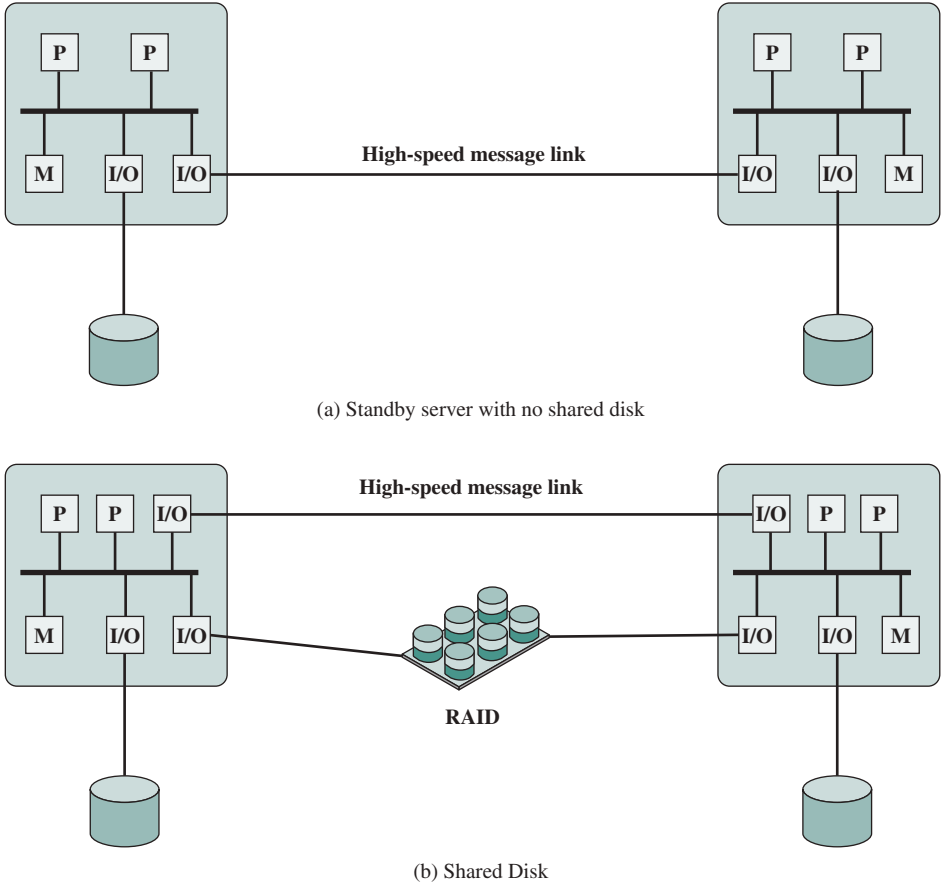 P P P P
High-speed message link
M I/O I/O I/O I/O M
(a) Standby server with no shared disk
High-speed message link
P P I/O I/O P P
M I/O I/O I/O I/O M
RAID
(b) Shared Disk